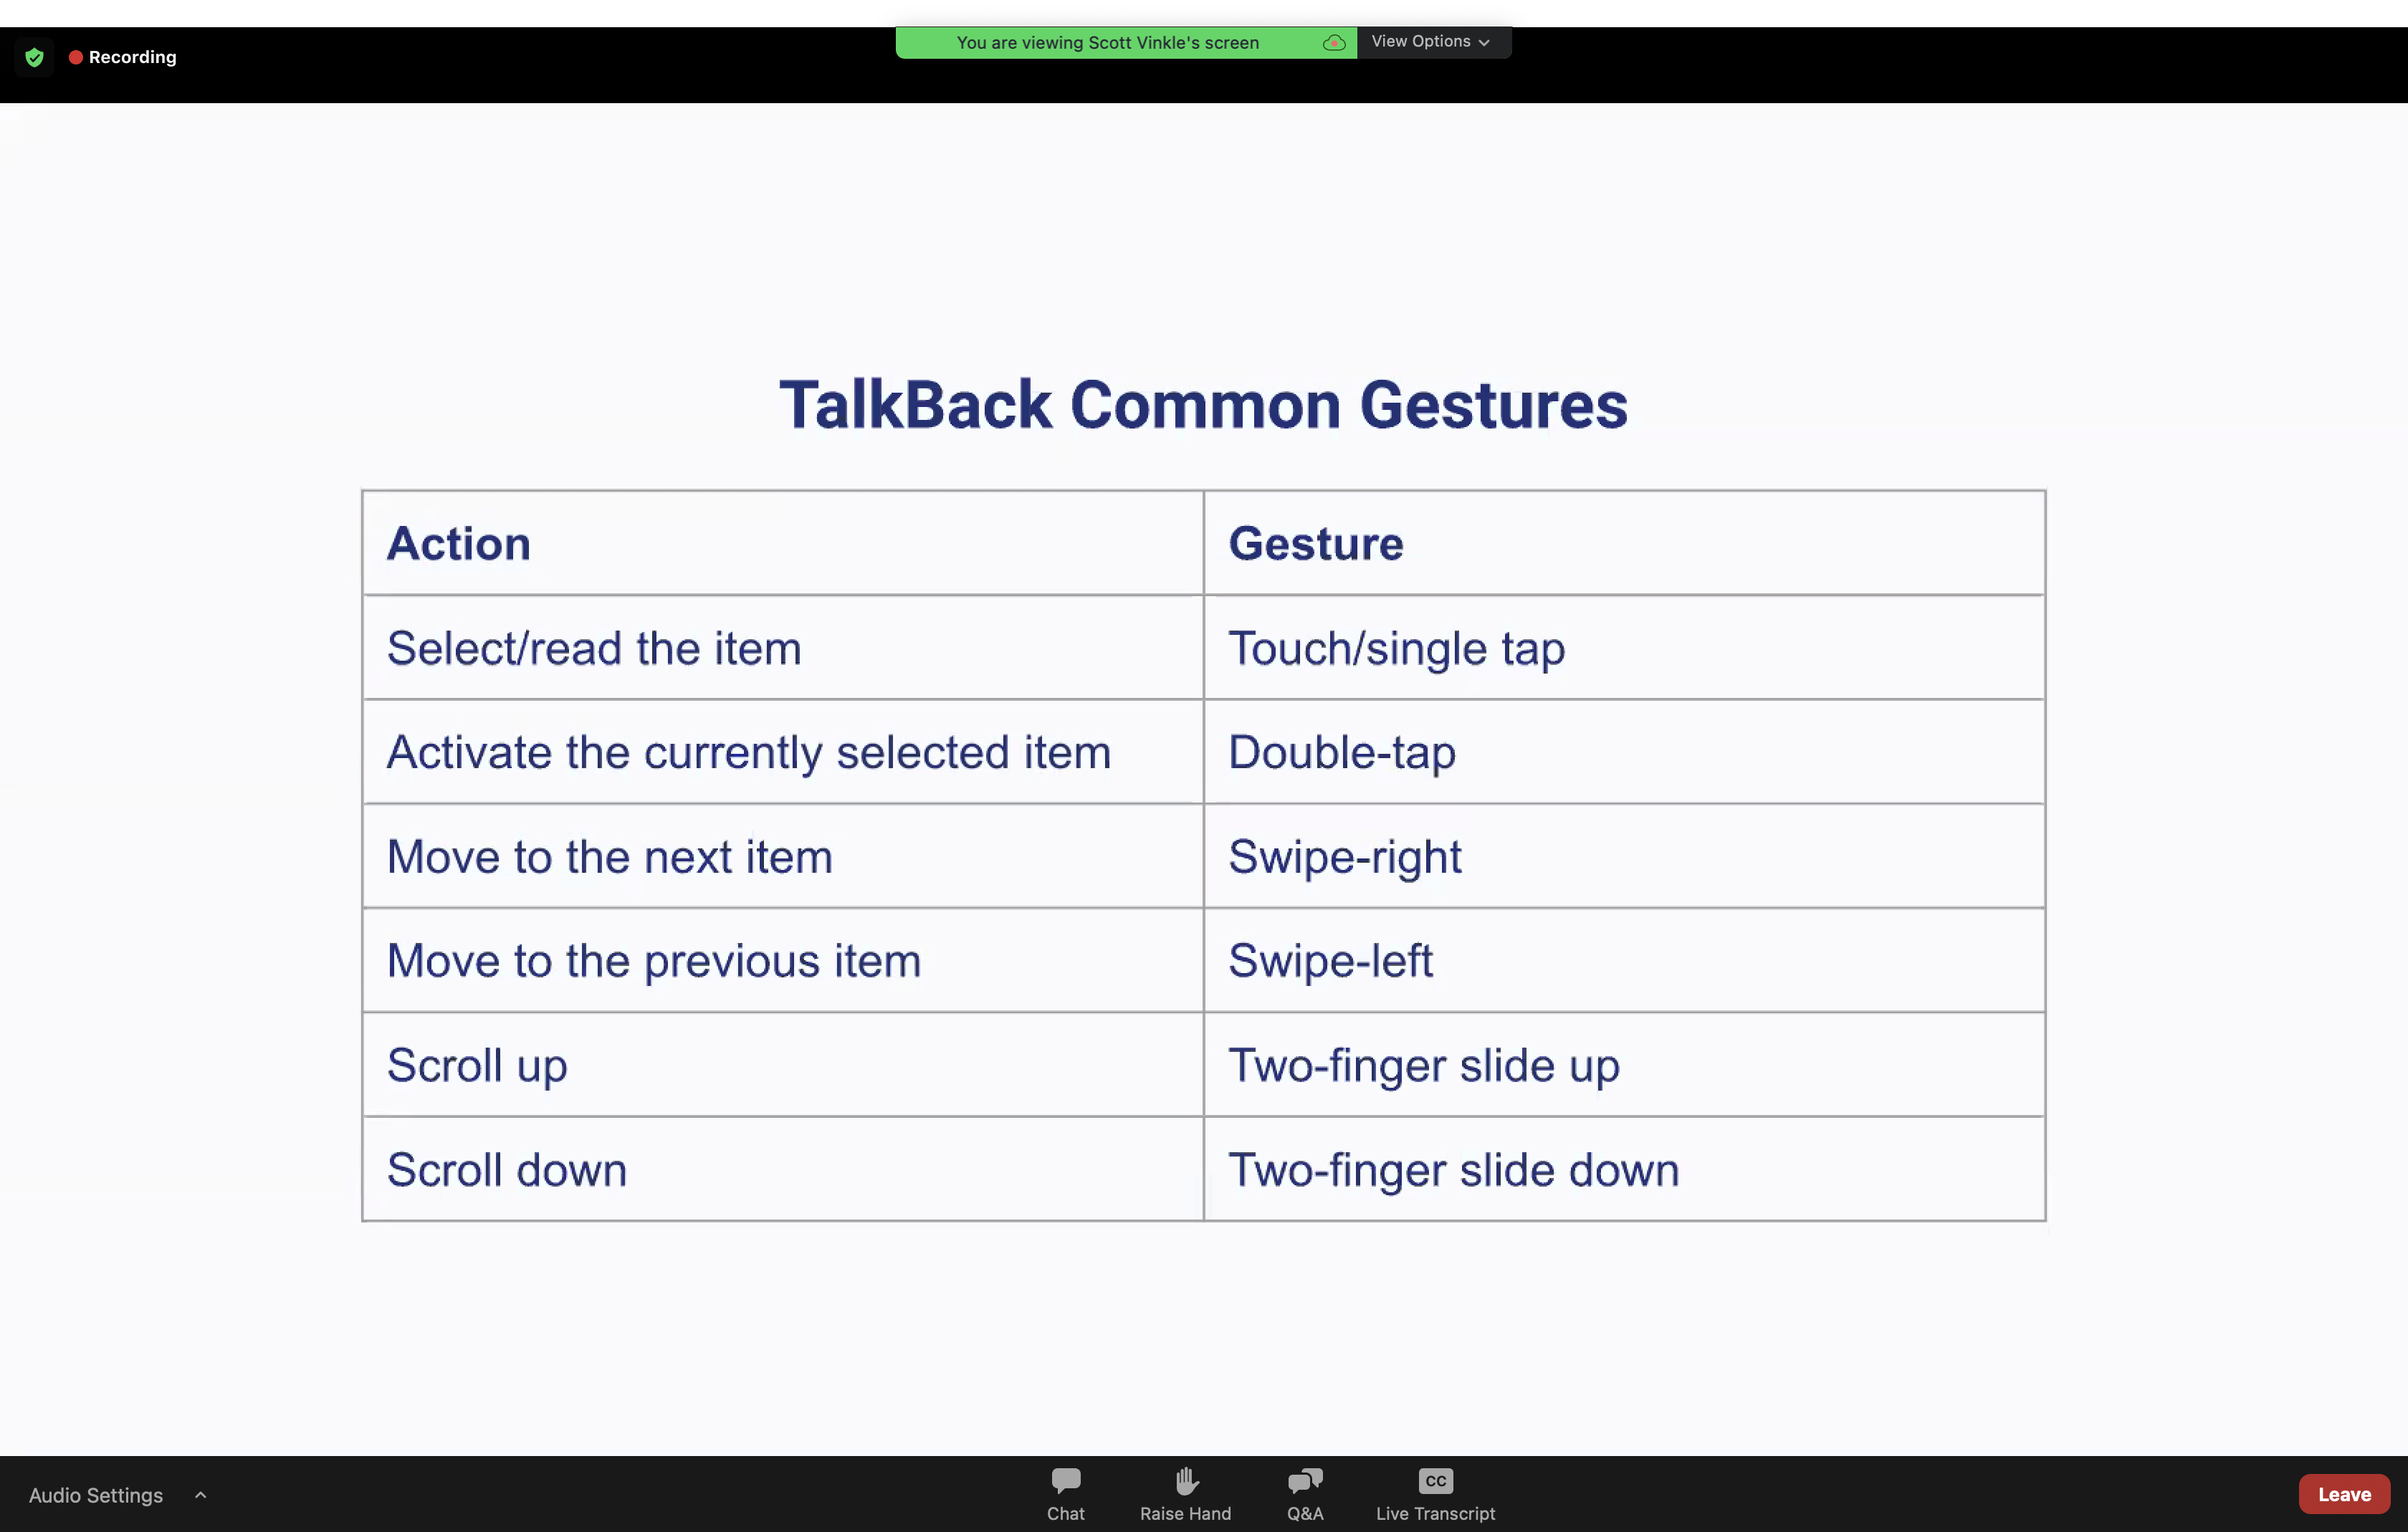 Recording
You are viewing Scott Vinkle's screen
View Options
TalkBack Common Gestures
Action Gesture
Select/read the item Touch/single tap
Activate the currently selected item Double-tap
Move to the next item Swipe-right
Move to the previous item Swipe-left
Scroll up Two-finger slide up
Scroll down Two-finger slide down
Audio Settings
Chat
Raise Hand
Q&A
CC
Live Transcript
Leave